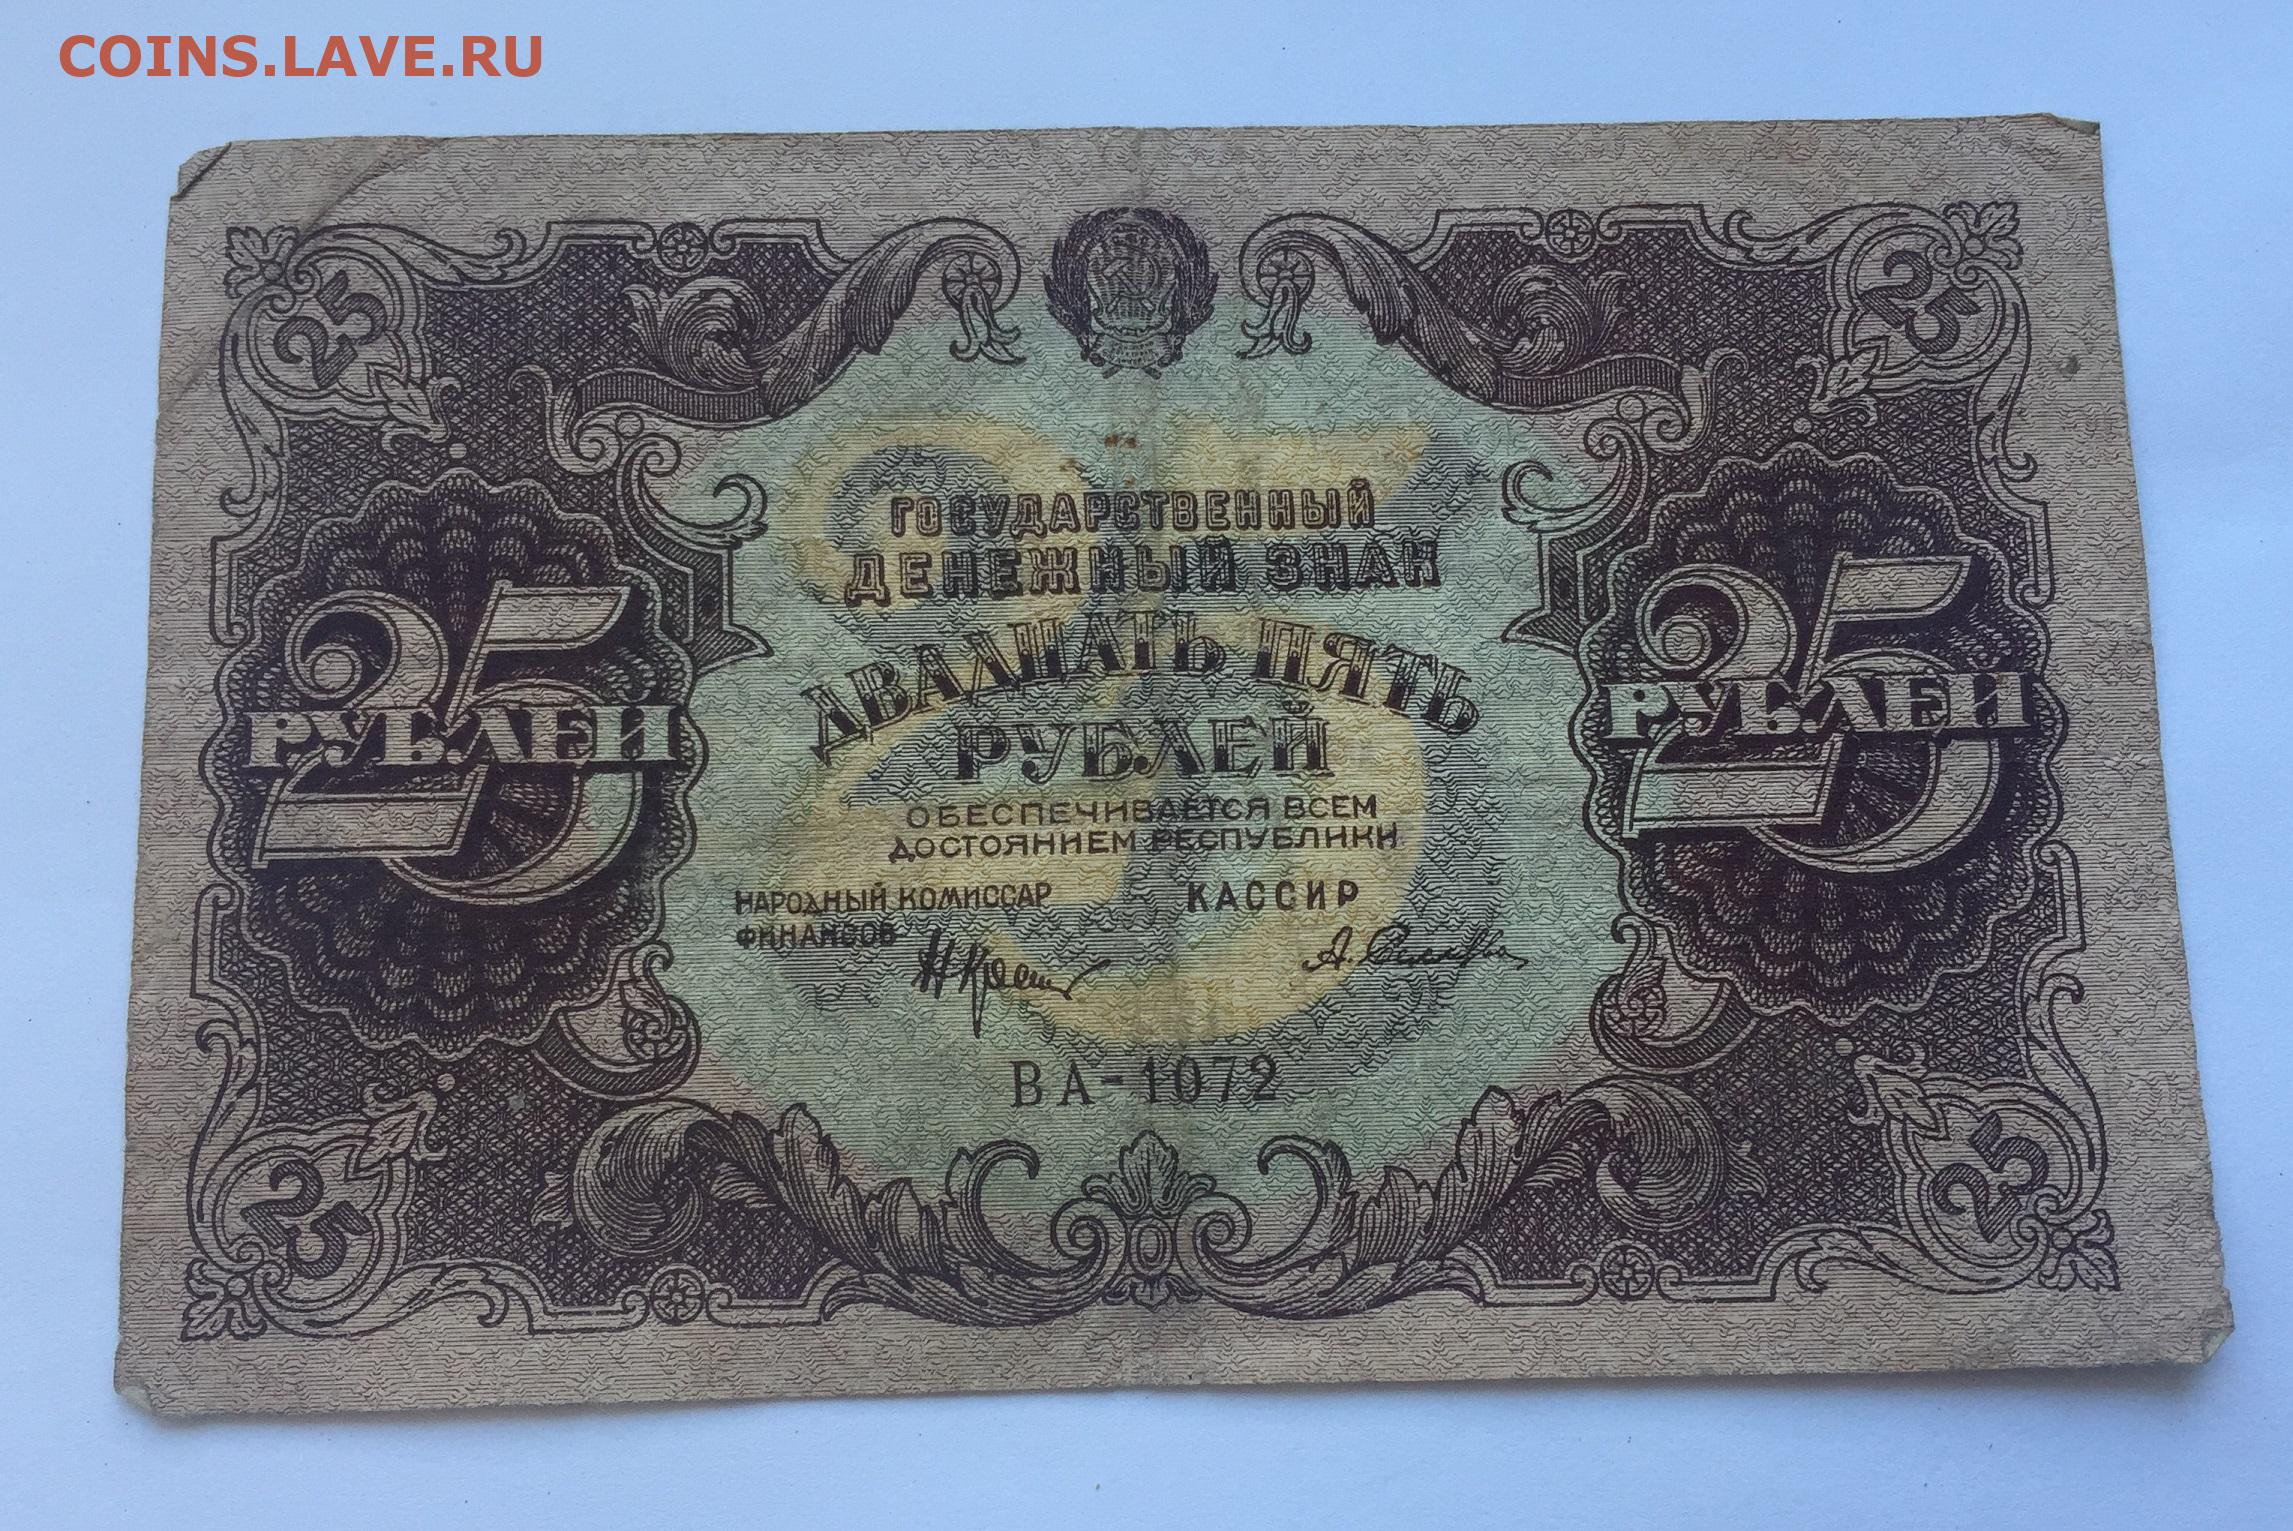 COINS.LAVE.RU
25
25
ГОСУДАРСТВЕННЫЙ
ДЕНЕЖНЫЙ ЗНАК
ДВАДЦАТЬ ПЯТЬ
РУБЛЕЙ
25
РУБЛЕЙ
25
РУБЛЕЙ
ОБЕСПЕЧИВАЕТСЯ ВСЕМ
ДОСТОЯНИЕМ РЕСПУБЛИКИ
НАРОДНЫЙ КОМИССАР
ФИНАНСОВ
КАССИР
ВА-1072
25
25